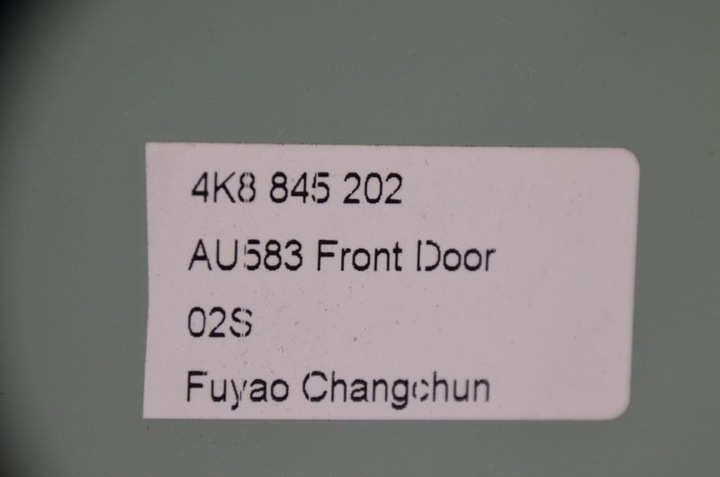 4K8 845 202
AU583 Front Door
02S
Fuyao Changchun